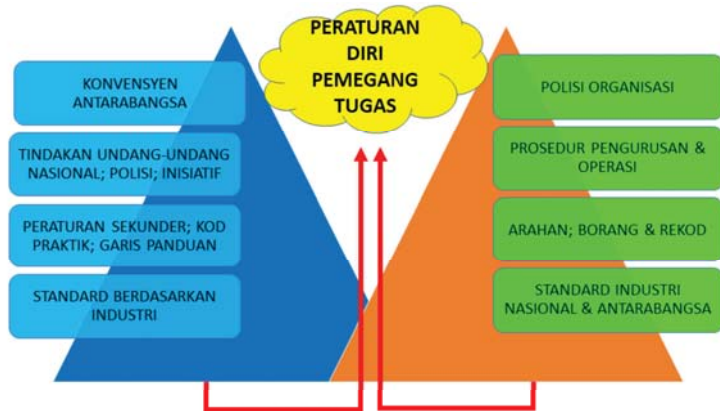 PERATURAN
DIRI
PEMEGANG
TUGAS
KONVENSYEN
ANTARABANGSA
TINDAKAN UNDANG-UNDANG
NASIONAL; POLISI; INISIATIF
PERATURAN SEKUNDER; KOD
PRAKTIK; GARIS PANDUAN
STANDARD BERDASARKAN
INDUSTRI
POLISI ORGANISASI
PROSEDUR PENGURUSAN &
OPERASI
ARAHAN; BORANG & REKOD
STANDARD INDUSTRI
NASIONAL & ANTARABANGSA